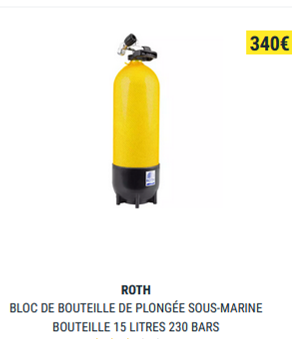 340€
ROTH
BLOC DE BOUTEILLE DE PLONGÉE SOUS-MARINE
BOUTEILLE 15 LITRES 230 BARS